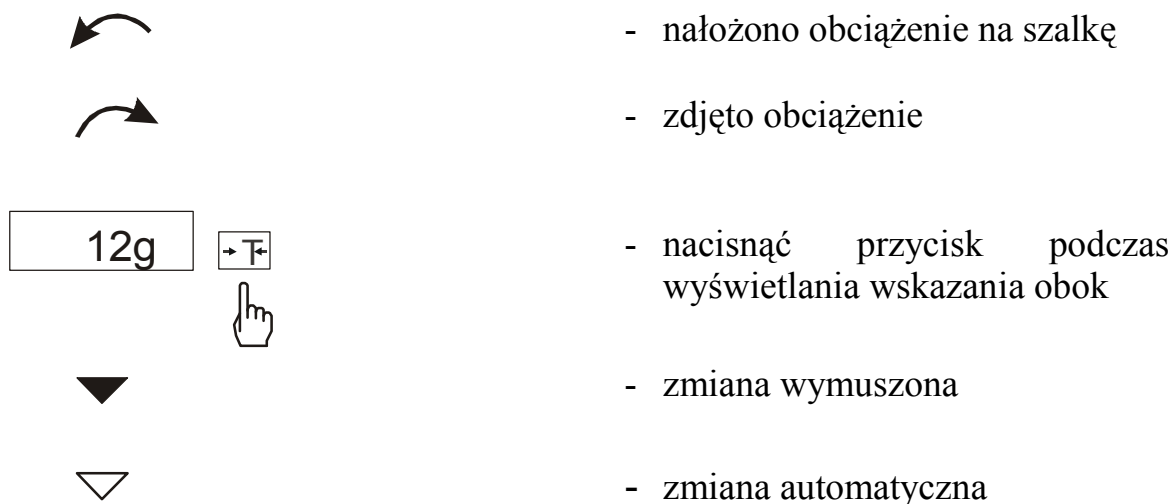 - nałożono obciążenie na szalkę
- zdjęto obciążenie
12g →T← - nacisnąć przycisk podczas
wyświetlania wskazania obok
- zmiana wymuszona
- zmiana automatyczna